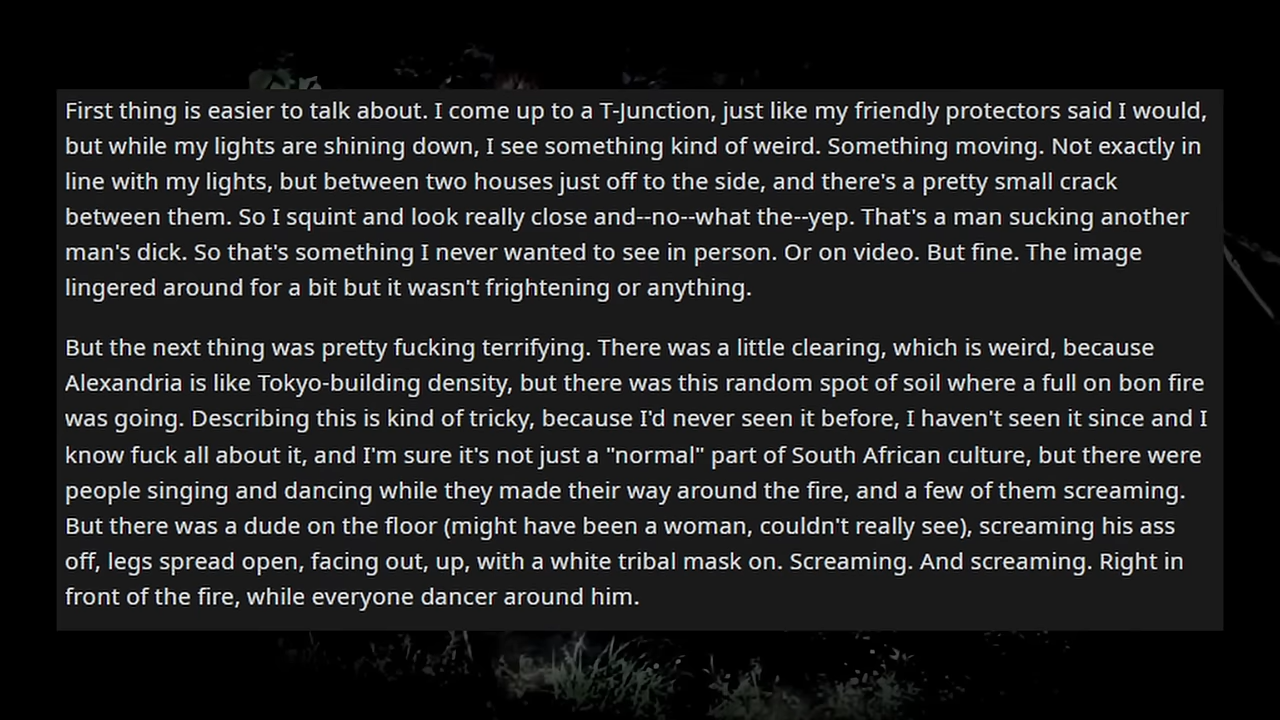 First thing is easier to talk about. I come up to a T-Junction, just like my friendly protectors said I would,
but while my lights are shining down, I see something kind of weird. Something moving. Not exactly in
line with my lights, but between two houses just off to the side, and there's a pretty small crack
between them. So I squint and look really close and--no--what the--yep. That's a man sucking another
man's dick. So that's something I never wanted to see in person. Or on video. But fine. The image
lingered around for a bit but it wasn't frightening or anything.
But the next thing was pretty fucking terrifying. There was a little clearing, which is weird, because
Alexandria is like Tokyo-building density, but there was this random spot of soil where a full on bon fire
was going. Describing this is kind of tricky, because I'd never seen it before, I haven't seen it since and I
know fuck all about it, and I'm sure it's not just a "normal" part of South African culture, but there were
people singing and dancing while they made their way around the fire, and a few of them screaming.
But there was a dude on the floor (might have been a woman, couldn't really see), screaming his ass
off, legs spread open, facing out, up, with a white tribal mask on. Screaming. And screaming. Right in
front of the fire, while everyone dancer around him.